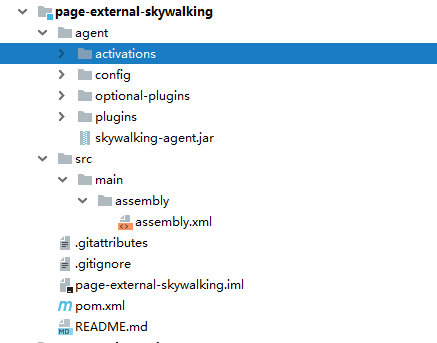 page-external-skywalking
agent
activations
config
optional-plugins
plugins
skywalking-agent.jar
src
main
assembly
assembly.xml
.gitattributes
.gitignore
page-external-skywalking.iml
pom.xml
README.md